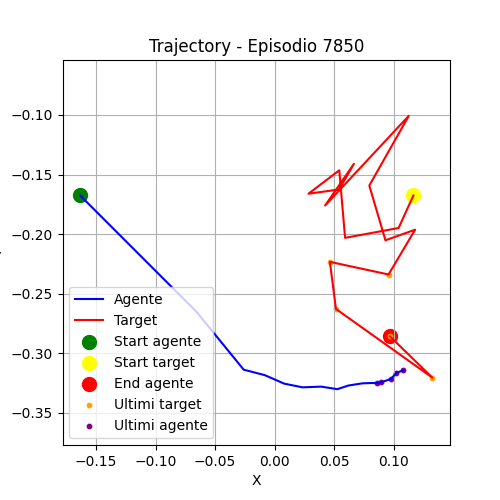 Trajectory - Episodio 7850
−0.10
−0.15
−0.20
−0.25
−0.30
−0.35
Agente
Target
Start agente
Start target
End agente
Ultimi target
Ultimi agente
−0.15 −0.10 −0.05 0.00 0.05 0.10
X